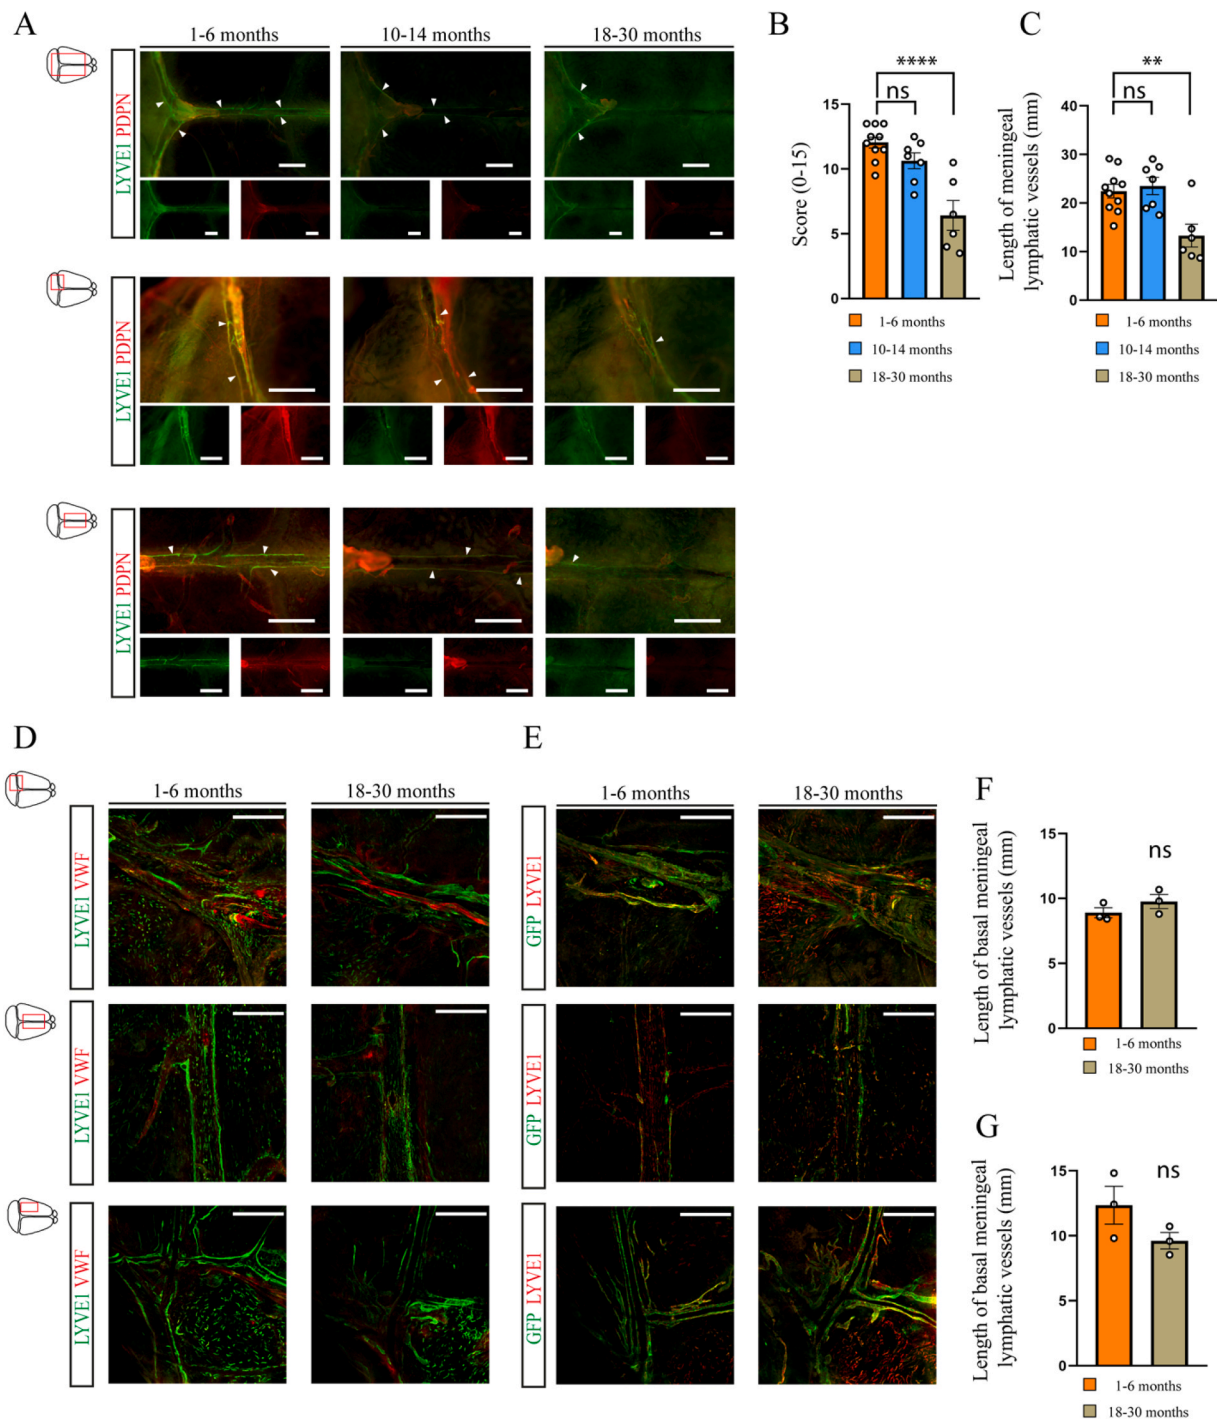 A
1-6 months
10-14 months
18-30 months
LYVE1 PDPN
LYVE1 PDPN
LYVE1 PDPN
B
****
ns
Score (0-15)
15
10
5
0
1-6 months
10-14 months
18-30 months
C
**
ns
Length of meningeal
lymphatic vessels (mm)
40
30
20
10
0
1-6 months
10-14 months
18-30 months
D
1-6 months
18-30 months
LYVE1 VWF
LYVE1 VWF
LYVE1 VWF
E
1-6 months
18-30 months
GFP LYVE1
GFP LYVE1
GFP LYVE1
F
ns
Length of basal meningeal
lymphatic vessels (mm)
15
10
5
0
1-6 months
18-30 months
G
ns
Length of basal meningeal
lymphatic vessels (mm)
15
10
5
0
1-6 months
18-30 months